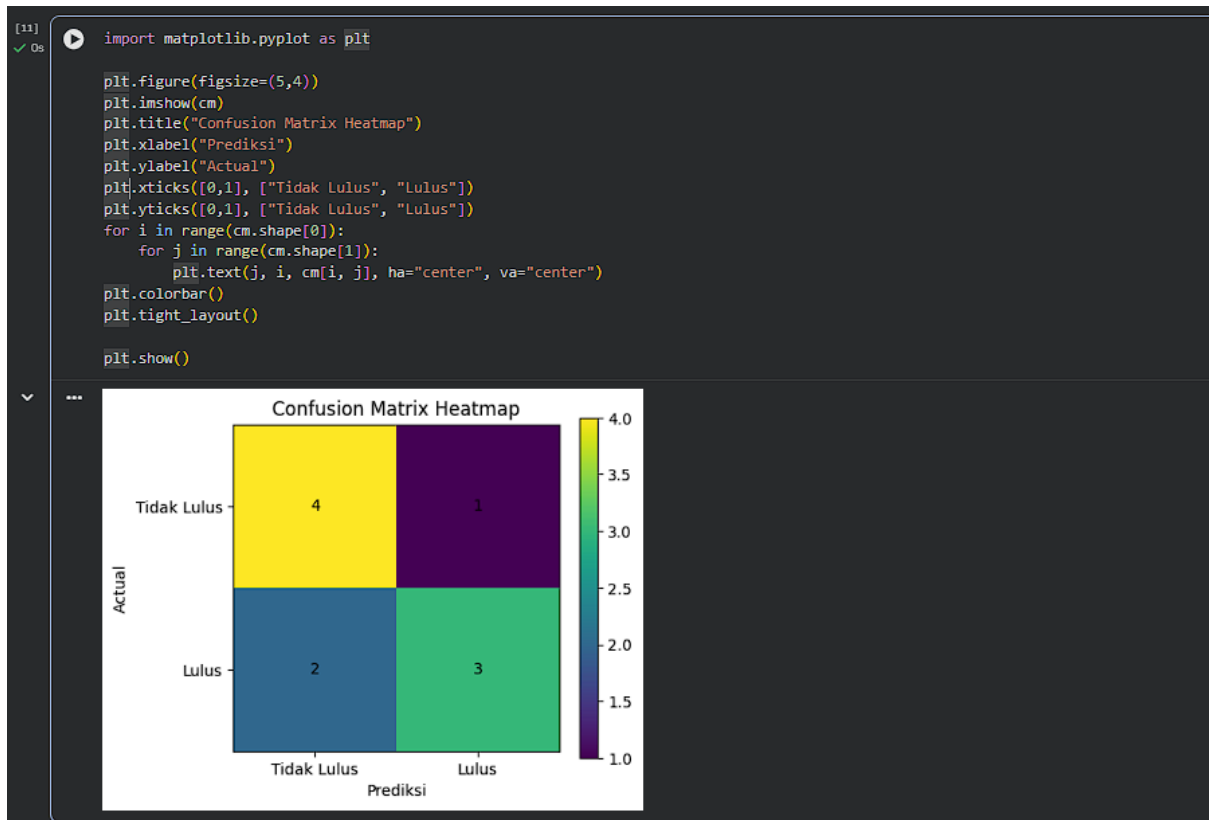 [11]
✓ 0s
import matplotlib.pyplot as plt
plt.figure(figsize=(5,4))
plt.imshow(cm)
plt.title("Confusion Matrix Heatmap")
plt.xlabel("Prediksi")
plt.ylabel("Actual")
plt.xticks([0,1], ["Tidak Lulus", "Lulus"])
plt.yticks([0,1], ["Tidak Lulus", "Lulus"])
for i in range(cm.shape[0]):
    for j in range(cm.shape[1]):
        plt.text(j, i, cm[i, j], ha="center", va="center")
plt.colorbar()
plt.tight_layout()
plt.show()
Confusion Matrix Heatmap
Tidak Lulus
4
1
Lulus
2
3
Actual
Tidak Lulus
Lulus
Prediksi
4.0
3.5
3.0
2.5
2.0
1.5
1.0